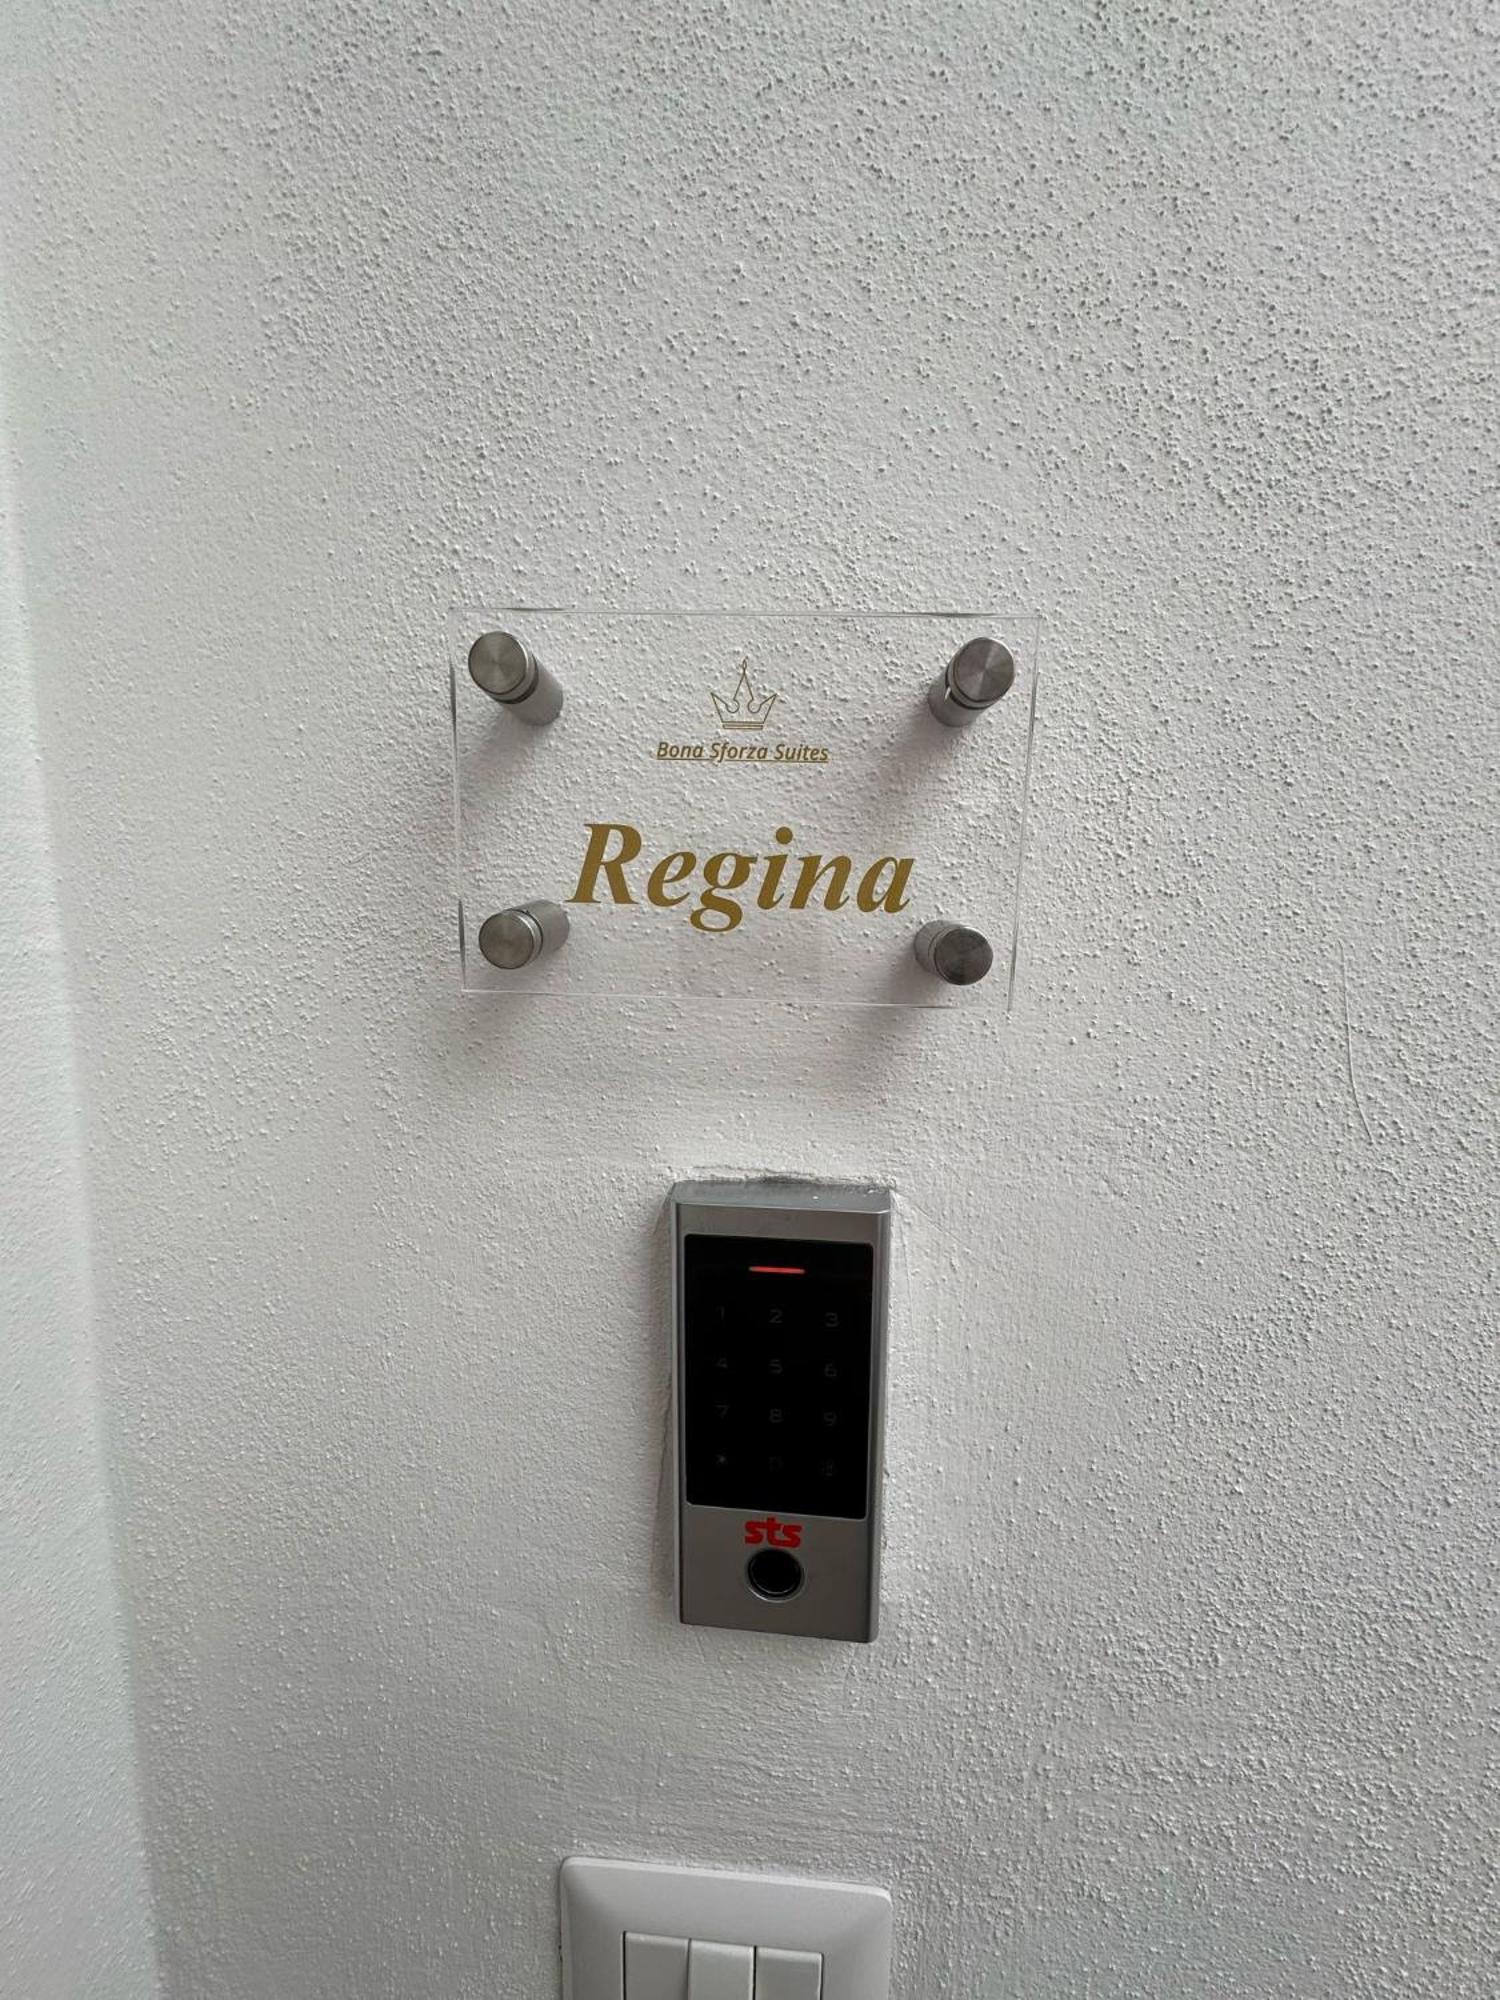 Bona Sforza Suites
Regina
1 2 3
4 5 6
7 8 9
*
sts